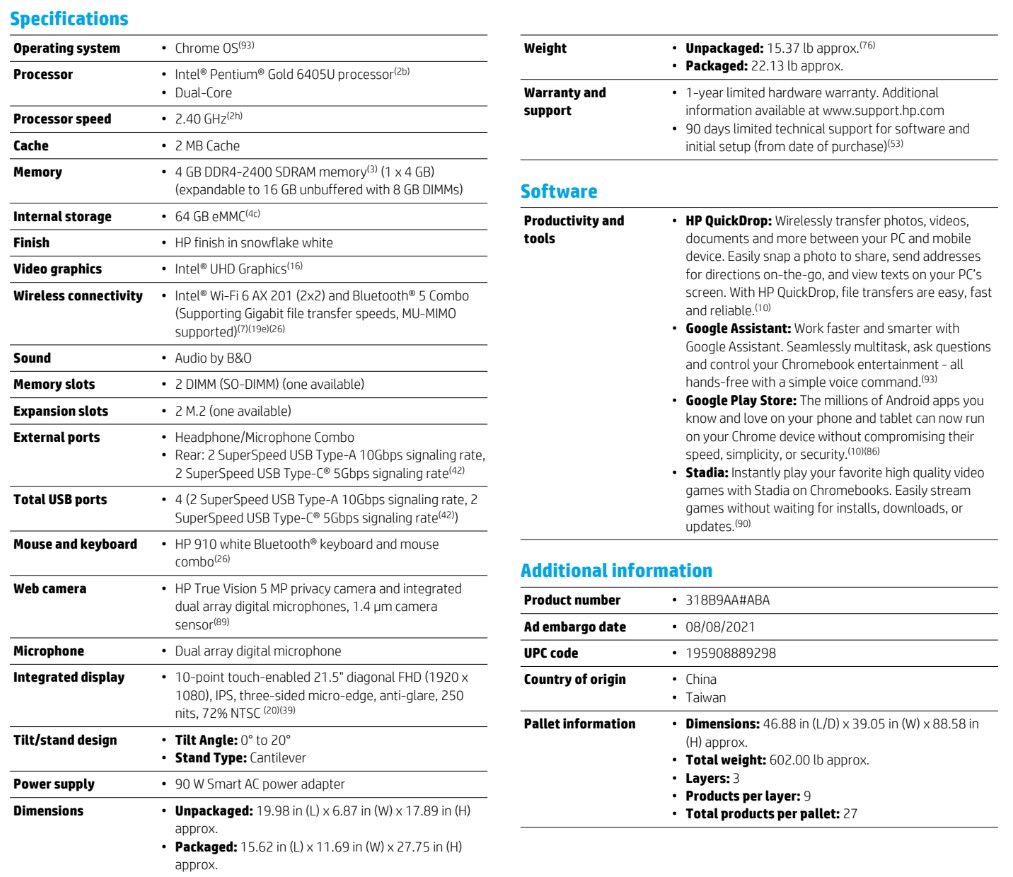 Specifications
Operating system • Chrome OS(93)
Processor • Intel® Pentium® Gold 6405U processor(2b)
• Dual-Core
Processor speed • 2.40 GHz(2h)
Cache • 2 MB Cache
Memory • 4 GB DDR4-2400 SDRAM memory(3) (1 x 4 GB)
(expandable to 16 GB unbuffered with 8 GB DIMMs)
Internal storage • 64 GB eMMC(4c)
Finish • HP finish in snowflake white
Video graphics • Intel® UHD Graphics(16)
Wireless connectivity • Intel® Wi-Fi 6 AX 201 (2x2) and Bluetooth® 5 Combo
(Supporting Gigabit file transfer speeds, MU-MIMO
supported)(7)(19e)(26)
Sound • Audio by B&O
Memory slots • 2 DIMM (SO-DIMM) (one available)
Expansion slots • 2 M.2 (one available)
External ports • Headphone/Microphone Combo
• Rear: 2 SuperSpeed USB Type-A 10Gbps signaling rate,
2 SuperSpeed USB Type-C® 5Gbps signaling rate(42)
Total USB ports • 4 (2 SuperSpeed USB Type-A 10Gbps signaling rate, 2
SuperSpeed USB Type-C® 5Gbps signaling rate(42))
Mouse and keyboard • HP 910 white Bluetooth® keyboard and mouse
combo(26)
Web camera • HP True Vision 5 MP privacy camera and integrated
dual array digital microphones, 1.4 µm camera
sensor(89)
Microphone • Dual array digital microphone
Integrated display • 10-point touch-enabled 21.5" diagonal FHD (1920 x
1080), IPS, three-sided micro-edge, anti-glare, 250
nits, 72% NTSC (20)(39)
Tilt/stand design • Tilt Angle: 0° to 20°
• Stand Type: Cantilever
Power supply • 90 W Smart AC power adapter
Dimensions • Unpackaged: 19.98 in (L) x 6.87 in (W) x 17.89 in (H)
approx.
• Packaged: 15.62 in (L) x 11.69 in (W) x 27.75 in (H)
approx.
Weight • Unpackaged: 15.37 lb approx.(76)
• Packaged: 22.13 lb approx.
Warranty and • 1-year limited hardware warranty. Additional
support information available at www.support.hp.com
• 90 days limited technical support for software and
initial setup (from date of purchase)(53)
Software
Productivity and • HP QuickDrop: Wirelessly transfer photos, videos,
tools documents and more between your PC and mobile
device. Easily snap a photo to share, send addresses
for directions on-the-go, and view texts on your PC's
screen. With HP QuickDrop, file transfers are easy, fast
and reliable.(10)
• Google Assistant: Work faster and smarter with
Google Assistant. Seamlessly multitask, ask questions
and control your Chromebook entertainment - all
hands-free with a simple voice command.(93)
• Google Play Store: The millions of Android apps you
know and love on your phone and tablet can now run
on your Chrome device without compromising their
speed, simplicity, or security.(10)(86)
• Stadia: Instantly play your favorite high quality video
games with Stadia on Chromebooks. Easily stream
games without waiting for installs, downloads, or
updates.(90)
Additional information
Product number • 318B9AA#ABA
Ad embargo date • 08/08/2021
UPC code • 195908889298
Country of origin • China
• Taiwan
Pallet information • Dimensions: 46.88 in (L/D) x 39.05 in (W) x 88.58 in
(H) approx.
• Total weight: 602.00 lb approx.
• Layers: 3
• Products per layer: 9
• Total products per pallet: 27